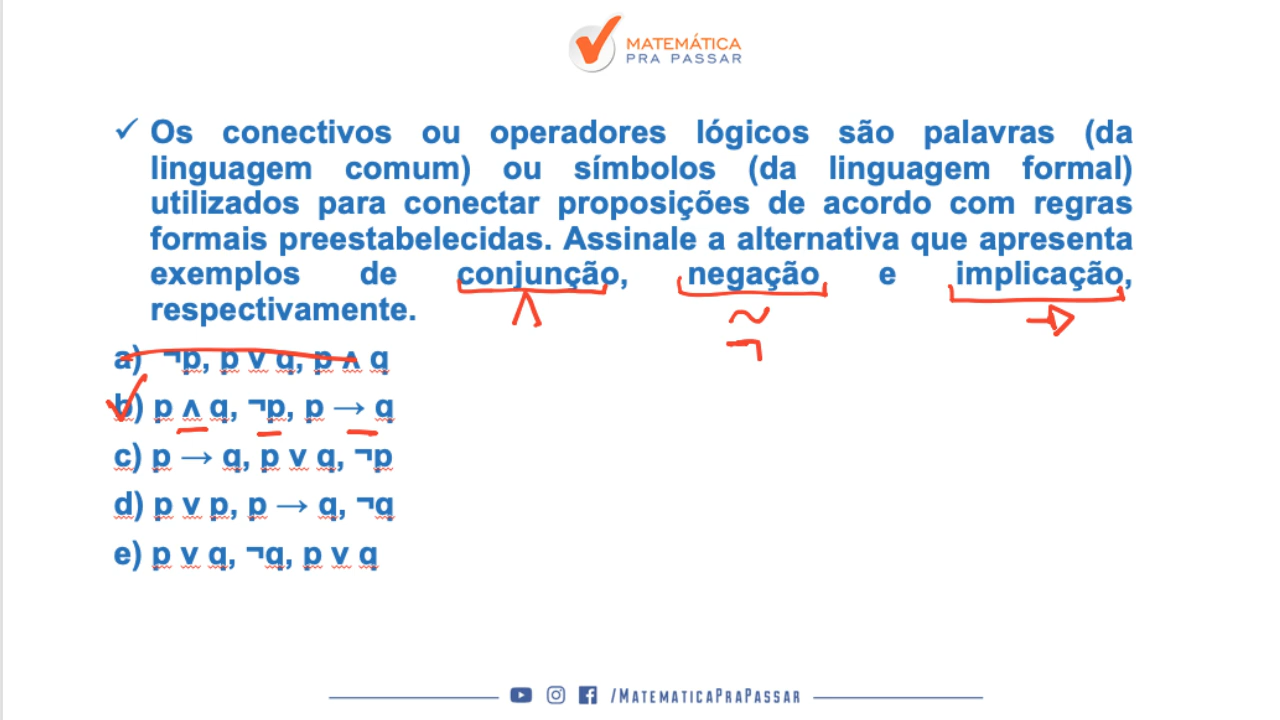 MATEMÁTICA
PRA PASSAR
✓ Os conectivos ou operadores lógicos são palavras (da
linguagem comum) ou símbolos (da linguagem formal)
utilizados para conectar proposições de acordo com regras
formais preestabelecidas. Assinale a alternativa que apresenta
exemplos de conjunção, negação e implicação,
respectivamente.
∧ ~ →
¬
a) ¬p, p v q, p ∧ q
b) p ∧ q, ¬p, p → q
c) p → q, p v q, ¬p
d) p v p, p → q, ¬q
e) p v q, ¬q, p v q
/MATEMATICAPRAPASSAR